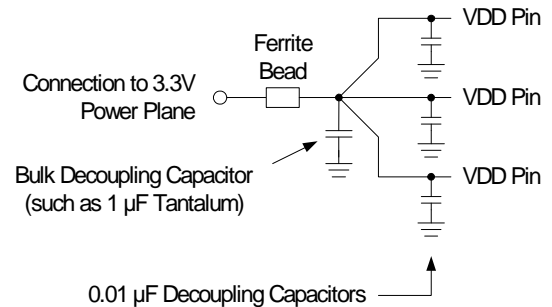 VDD Pin
Ferrite
Bead
Connection to 3.3V
Power Plane
VDD Pin
Bulk Decoupling Capacitor
(such as 1 µF Tantalum)
VDD Pin
0.01 µF Decoupling Capacitors